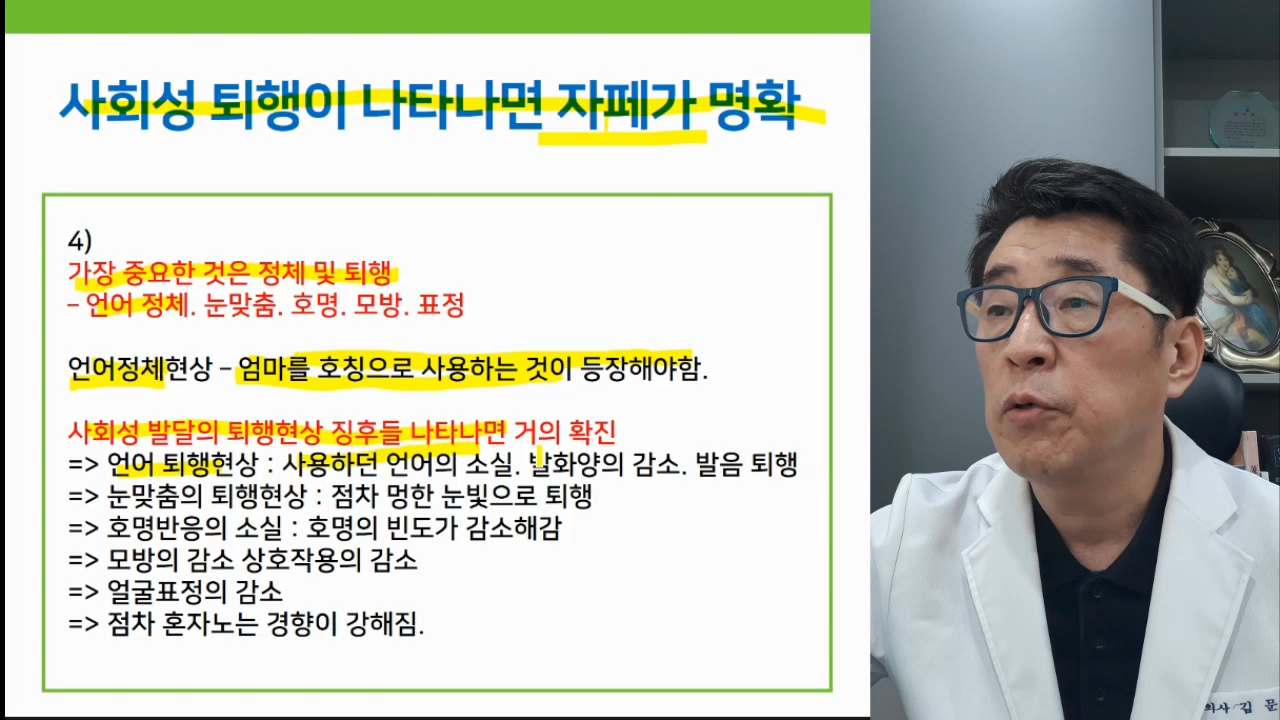 사회성 퇴행이 나타나면 자폐가 명확
4)
가장 중요한 것은 정체 및 퇴행
- 언어 정체. 눈맞춤. 호명. 모방. 표정
언어정체현상 - 엄마를 호칭으로 사용하는 것이 등장해야함.
사회성 발달의 퇴행현상 징후들 나타나면 거의 확진
=> 언어 퇴행현상 : 사용하던 언어의 소실. 발화양의 감소. 발음 퇴행
=> 눈맞춤의 퇴행현상 : 점차 멍한 눈빛으로 퇴행
=> 호명반응의 소실 : 호명의 빈도가 감소해감
=> 모방의 감소 상호작용의 감소
=> 얼굴표정의 감소
=> 점차 혼자노는 경향이 강해짐.
의사 김 문